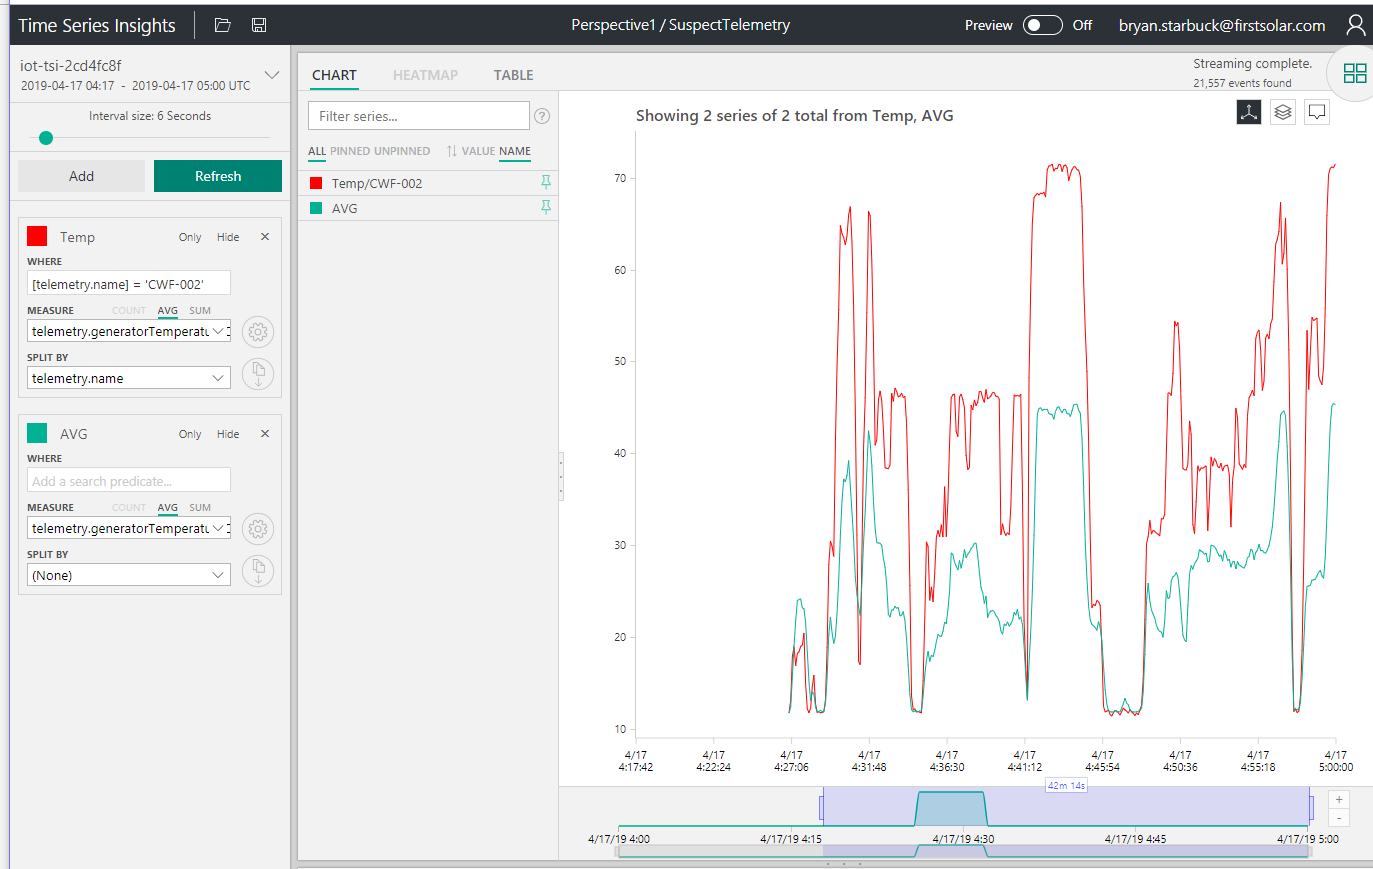 Time Series Insights
Perspective1 / SuspectTelemetry
Preview Off bryan.starbuck@firstsolar.com
iot-tsi-2cd4fc8f
2019-04-17 04:17 - 2019-04-17 05:00 UTC
Interval size: 6 Seconds
Add Refresh
Temp Only Hide ×
WHERE
[telemetry.name] = 'CWF-002'
MEASURE COUNT AVG SUM
telemetry.generatorTemperatu
SPLIT BY
telemetry.name
AVG Only Hide ×
WHERE
Add a search predicate...
MEASURE COUNT AVG SUM
telemetry.generatorTemperatu
SPLIT BY
(None)
CHART HEATMAP TABLE
Streaming complete.
21,557 events found
Filter series... ?
ALL PINNED UNPINNED VALUE NAME
Temp/CWF-002
AVG
Showing 2 series of 2 total from Temp, AVG
70
60
50
40
30
20
10
4/17 4/17 4/17 4/17 4/17 4/17 4/17 4/17 4/17 4/17
4:17:42 4:22:24 4:27:06 4:31:48 4:36:30 4:41:12 4:45:54 4:50:36 4:55:18 5:00:00
42m 14s
+
-
4/17/19 4:00 4/17/19 4:15 4/17/19 4:30 4/17/19 4:45 4/17/19 5:00